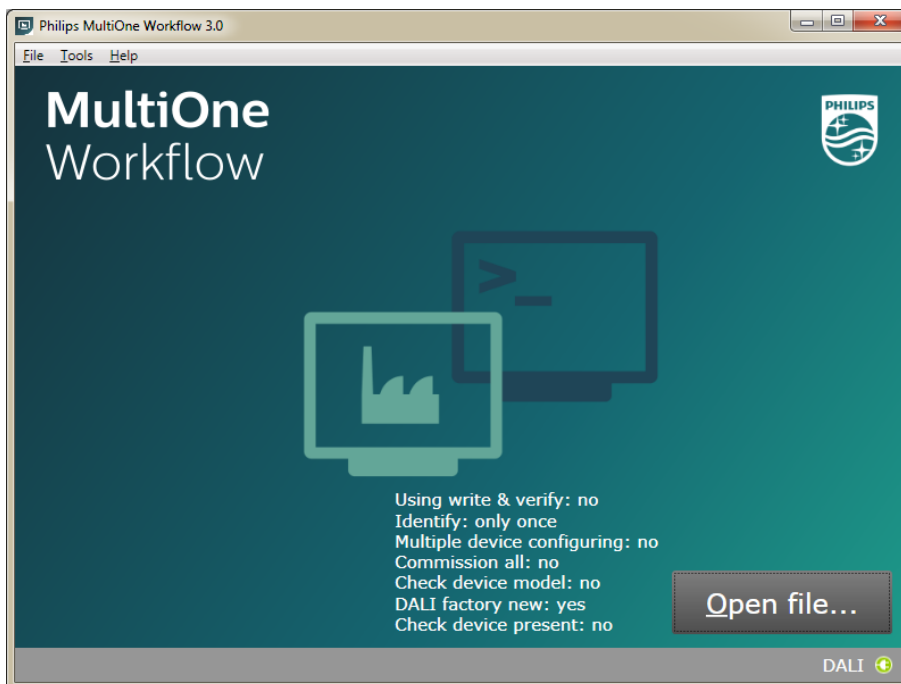 Philips MultiOne Workflow 3.0
File Tools Help
MultiOne
Workflow
PHILIPS
>_
Using write & verify: no
Identify: only once
Multiple device configuring: no
Commission all: no
Check device model: no
DALI factory new: yes
Check device present: no
Open file...
DALI